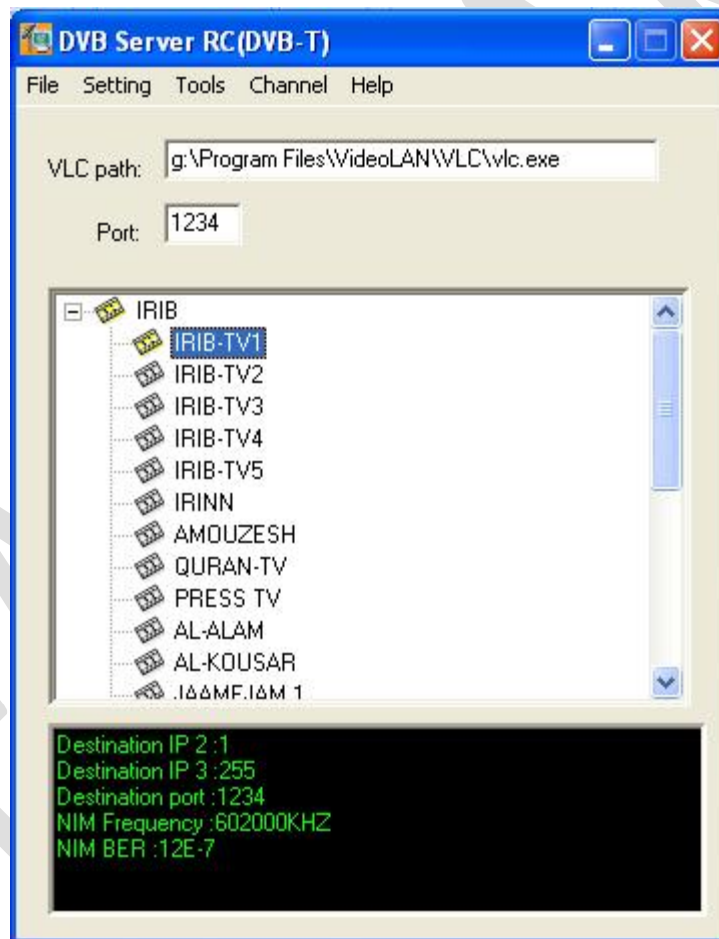 DVB Server RC(DVB-T)
File Setting Tools Channel Help
VLC path: g:\Program Files\VideoLAN\VLC\vlc.exe
Port: 1234
IRIB
IRIB-TV1
IRIB-TV2
IRIB-TV3
IRIB-TV4
IRIB-TV5
IRINN
AMOUZESH
QURAN-TV
PRESS TV
AL-ALAM
AL-KOUSAR
JAAMEJAM 1
Destination IP 2 :1
Destination IP 3 :255
Destination port :1234
NIM Frequency :602000KHZ
NIM BER :12E-7